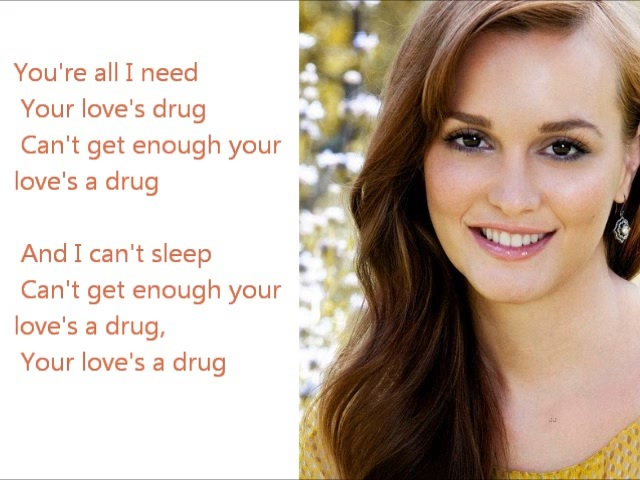 You're all I need
Your love's drug
Can't get enough your
love's a drug
And I can't sleep
Can't get enough your
love's a drug,
Your love's a drug